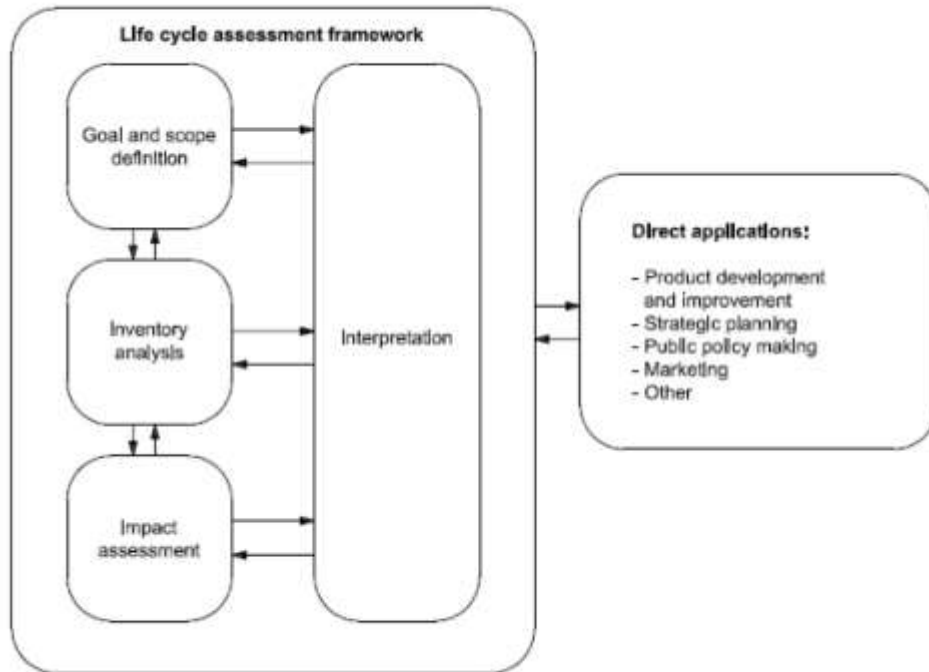 Life cycle assessment framework
Goal and scope
definition
Inventory
analysis
Impact
assessment
Interpretation
Direct applications:
- Product development
and improvement
- Strategic planning
- Public policy making
- Marketing
- Other